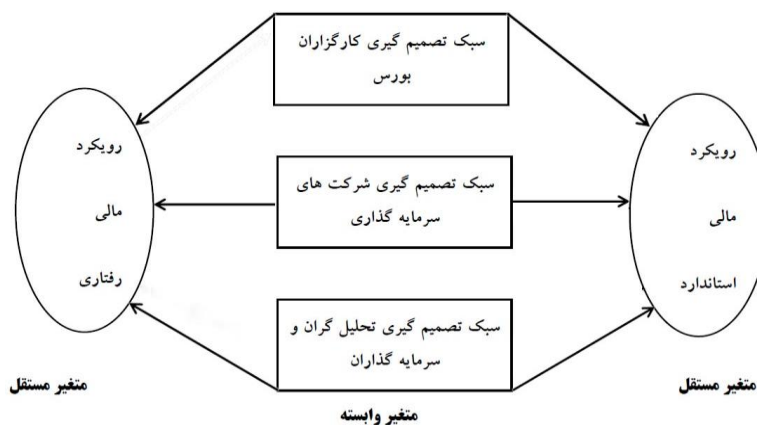 سبک تصمیم گیری کارگزاران
بورس
رویکرد
مالی
استاندارد
سبک تصمیم گیری شرکت های
سرمایه گذاری
رویکرد
مالی
رفتاری
سبک تصمیم گیری تحلیل گران و
سرمایه گذاران
متغیر مستقل
متغیر وابسته
متغیر مستقل